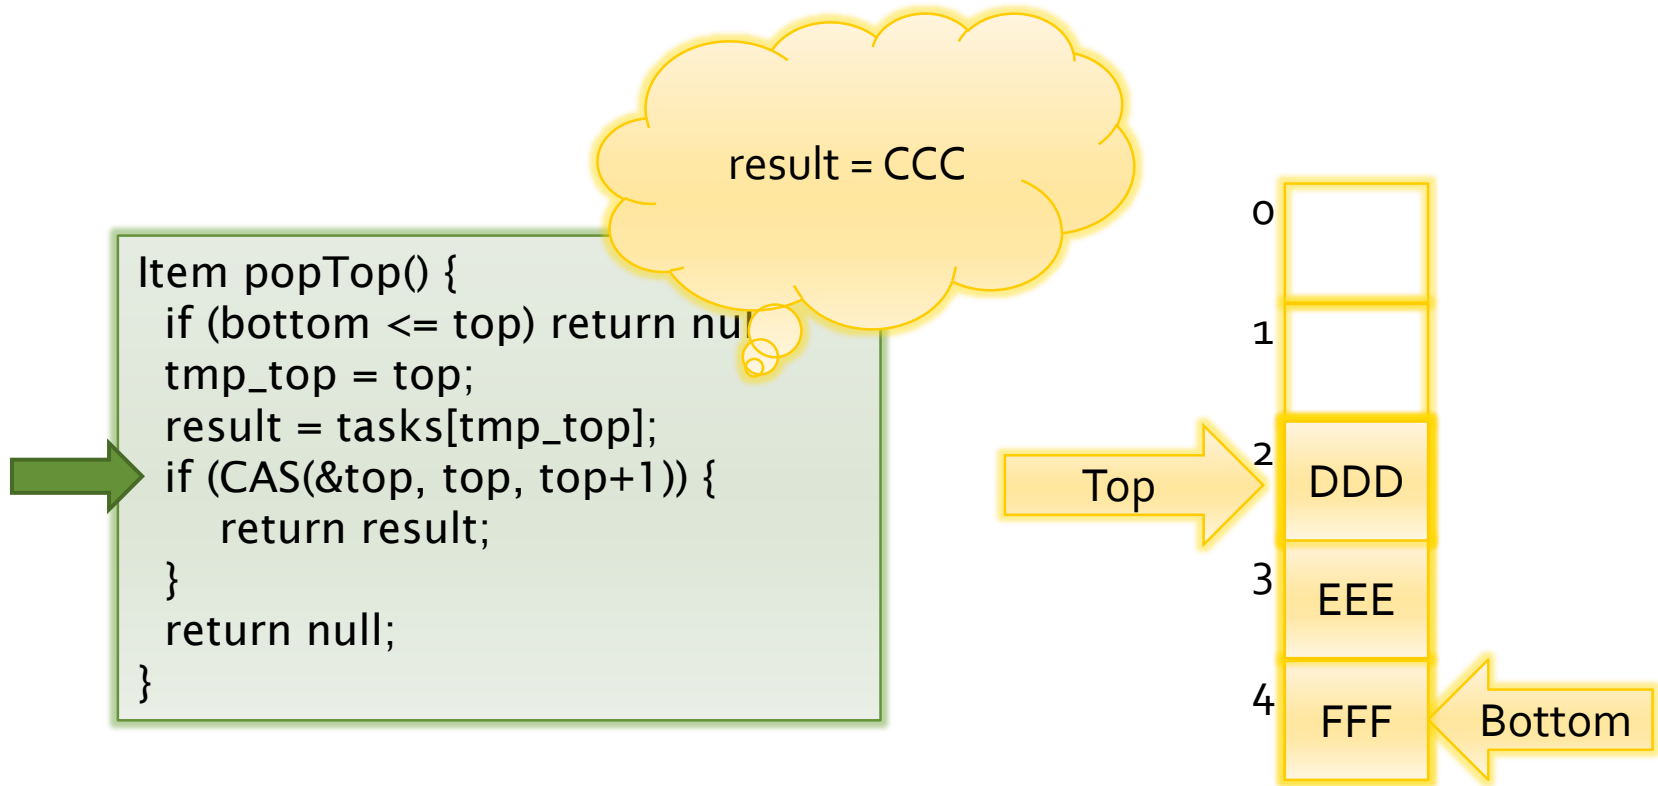 result = CCC
Item popTop() {
if (bottom <= top) return nul
tmp_top = top;
result = tasks[tmp_top];
if (CAS(&top, top, top+1)) {
return result;
}
return null;
}
0
1
2
DDD
Top
3
EEE
4
FFF
Bottom